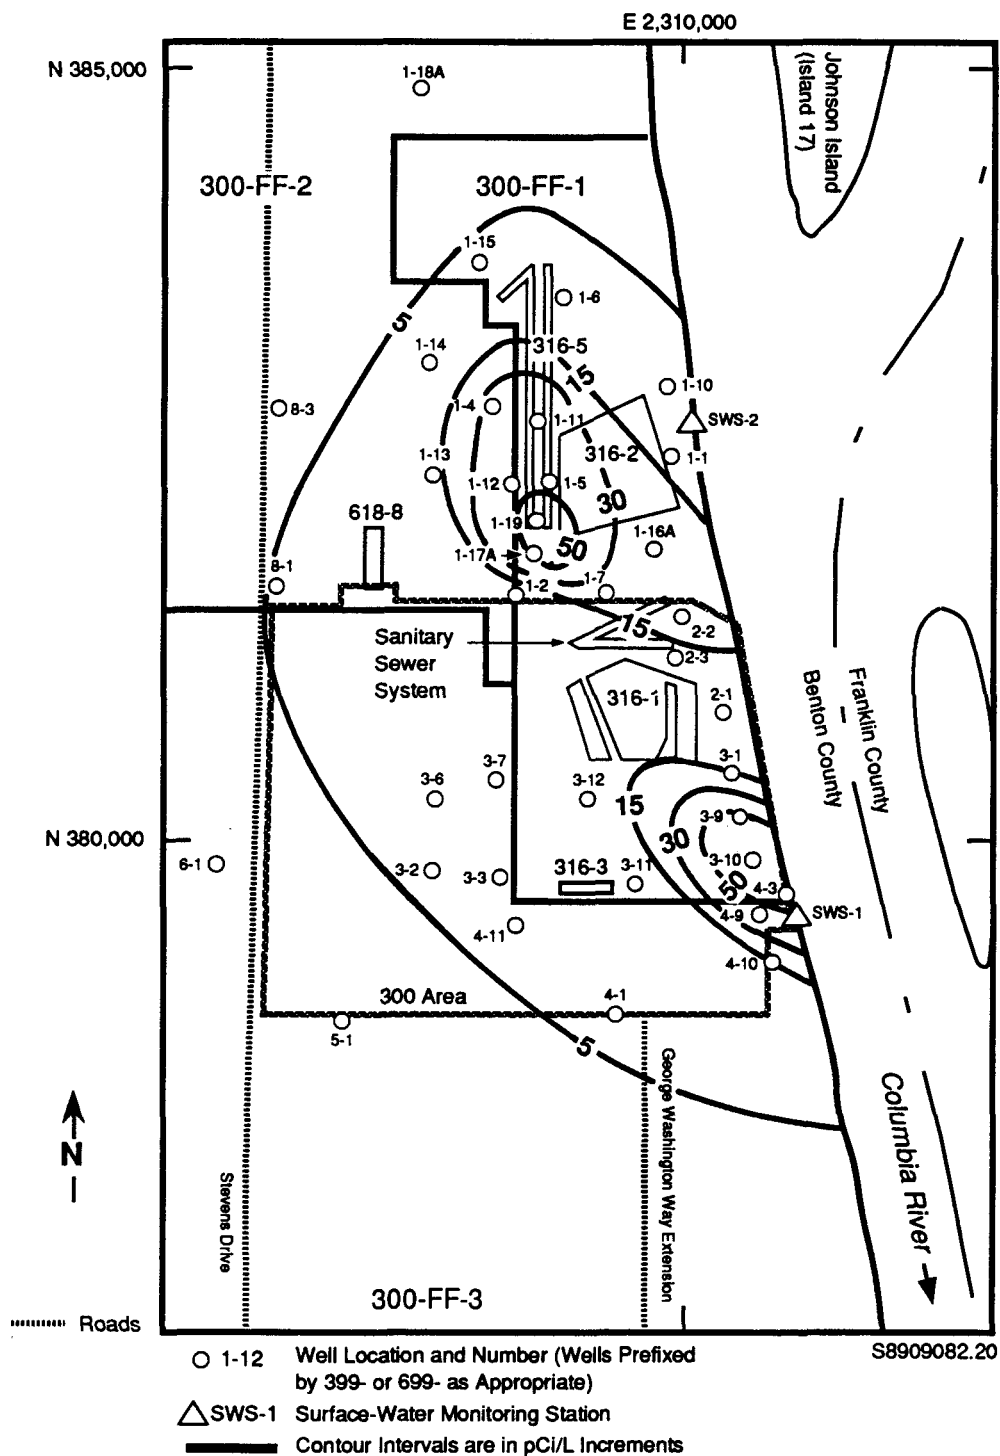 E 2,310,000
N 385,000
1-18A
Johnson Island
(Island 17)
300-FF-2
300-FF-1
1-15
1-6
5
1-14
316-5
15
1-10
8-3
1-4
1-11
SWS-2
316-2
1-1
1-13
1-12
1-5
30
618-8
1-19
50
1-16A
1-17A
8-1
1-2
1-7
15
2-2
Sanitary
Sewer
System
2-3
316-1
2-1
Franklin County
Benton County
3-7
3-1
3-6
3-12
15
3-9
N 380,000
30
6-1
3-10
3-2
3-3
316-3
3-11
50
4-3
4-9
SWS-1
4-11
4-10
300 Area
4-1
5-1
5
George Washington Way Extension
Columbia River
N
Stevens Drive
300-FF-3
Roads
S8909082.20
1-12 Well Location and Number (Wells Prefixed
by 399- or 699- as Appropriate)
SWS-1 Surface-Water Monitoring Station
Contour Intervals are in pCi/L Increments